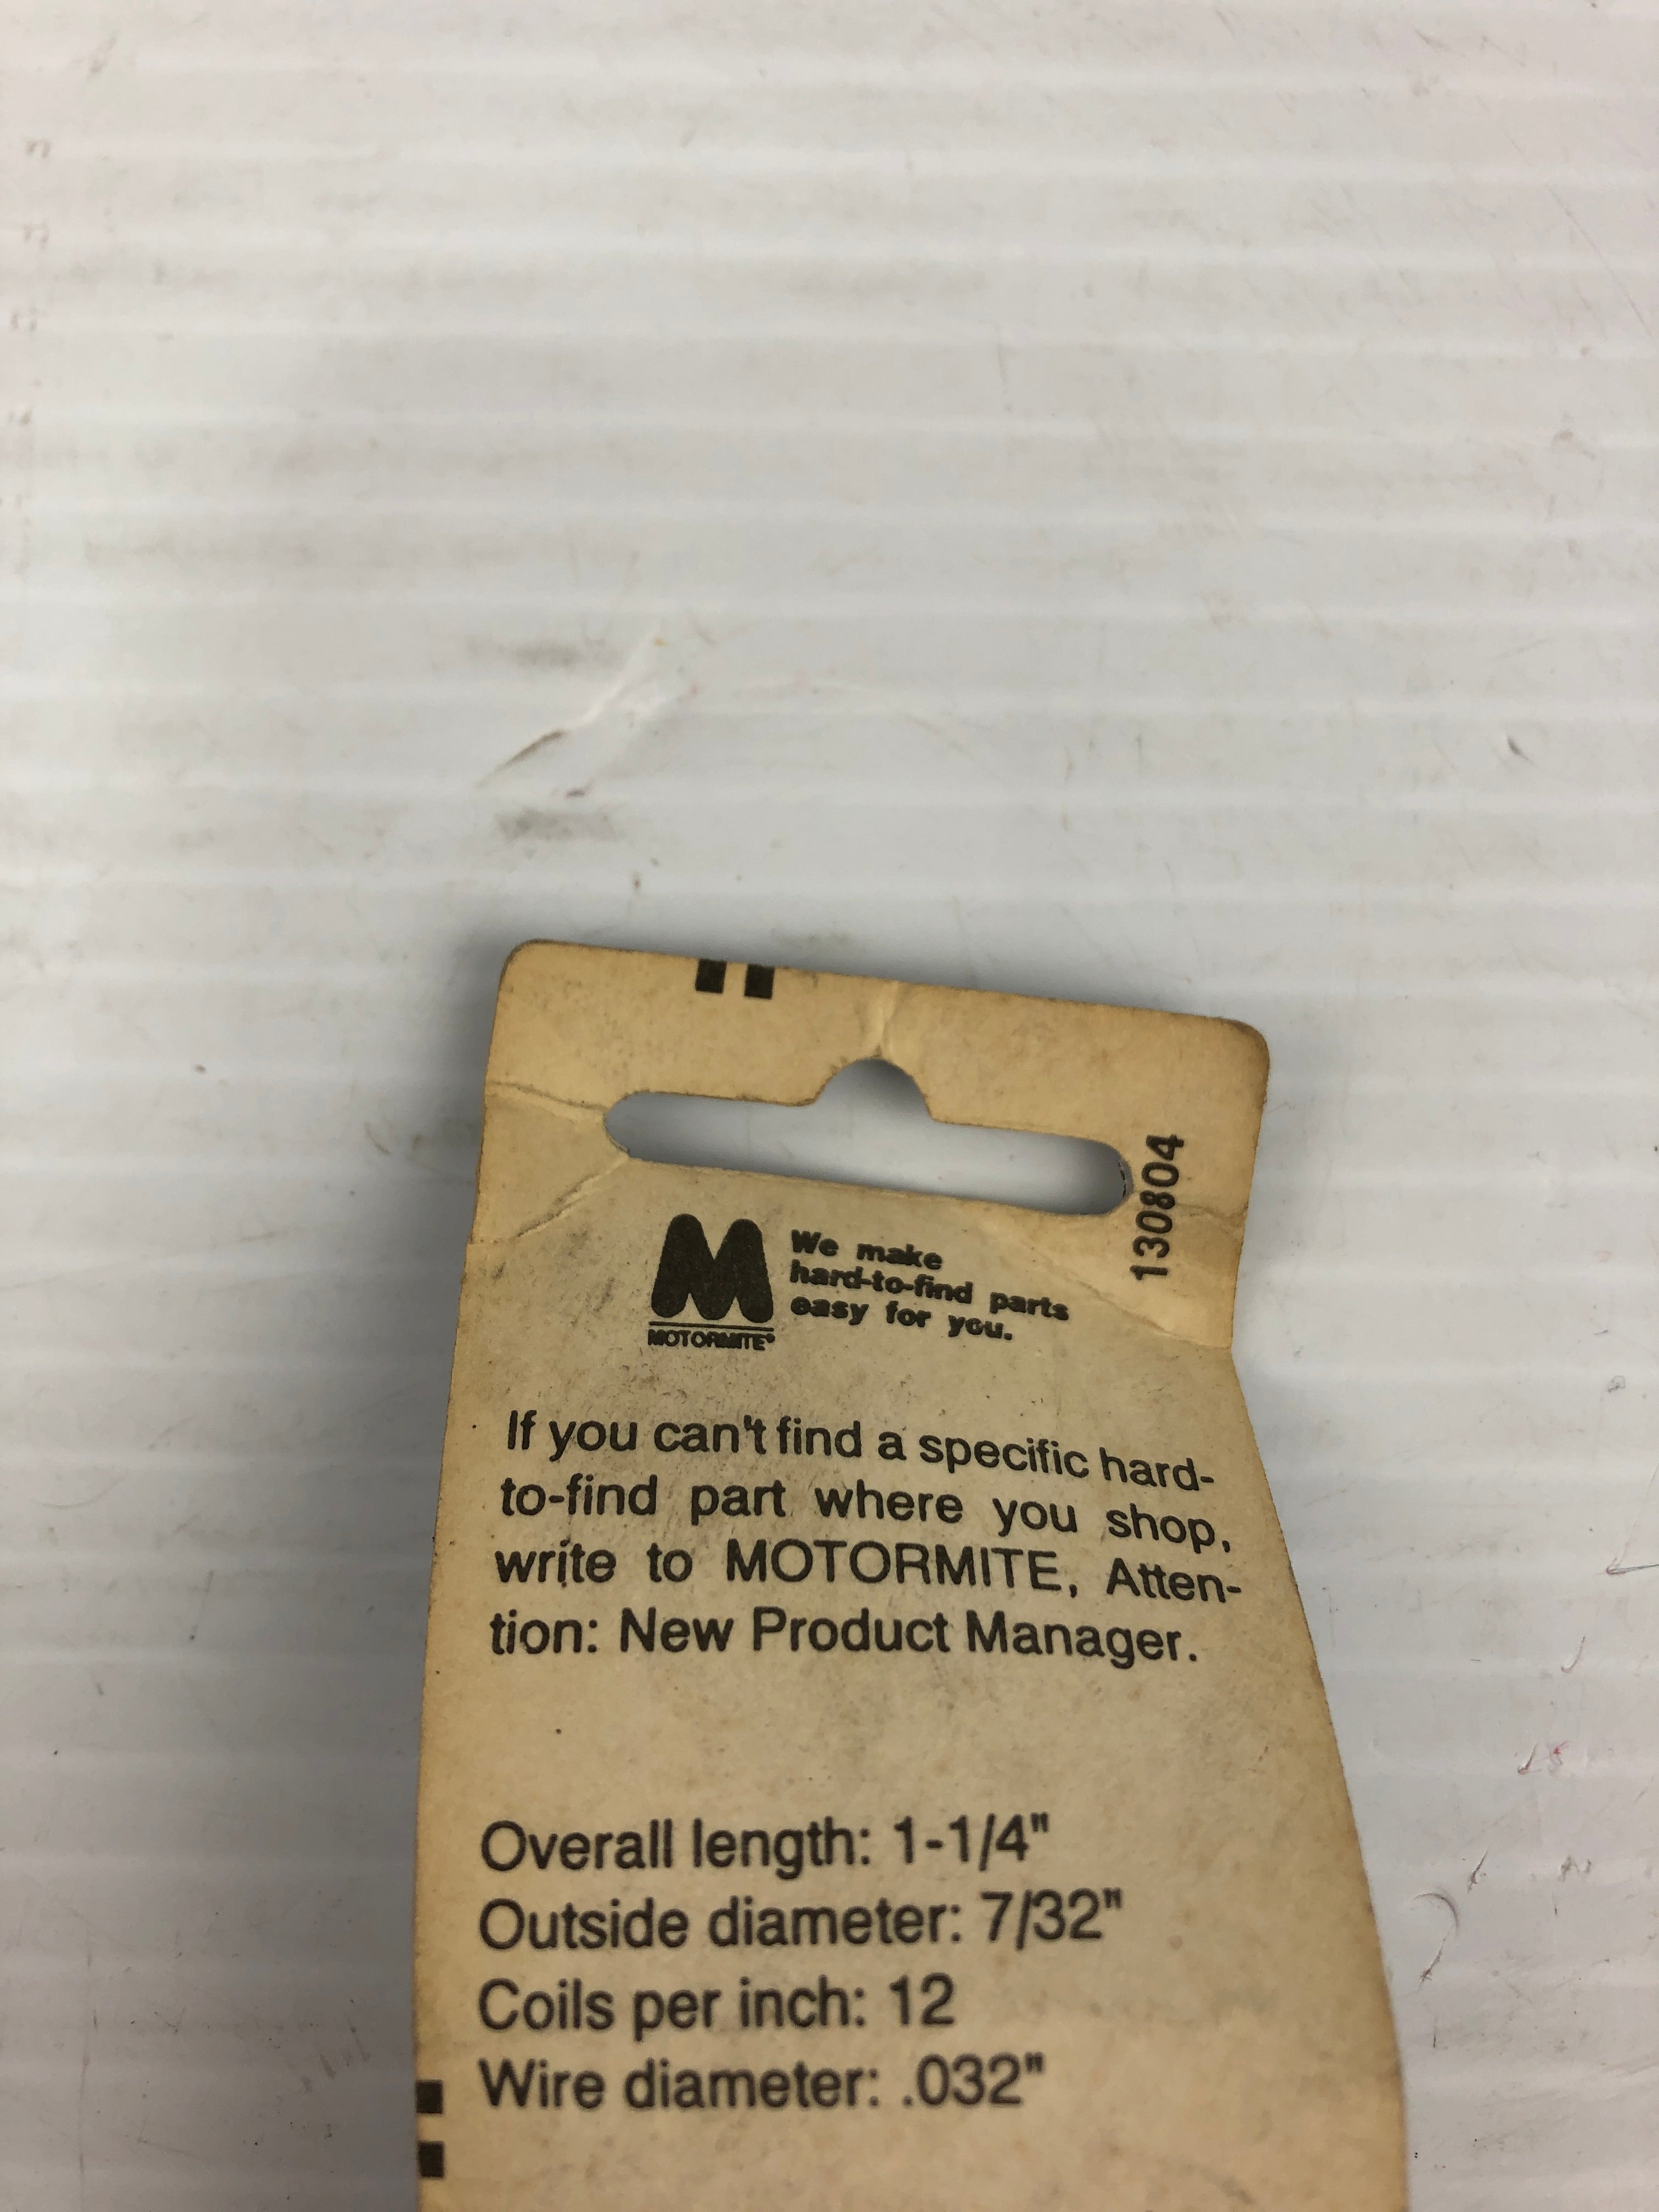 130804
We make
hard-to-find parts
easy for you.
MOTORMITE®
If you can't find a specific hard-
to-find part where you shop,
write to MOTORMITE, Atten-
tion: New Product Manager.
Overall length: 1-1/4"
Outside diameter: 7/32"
Coils per inch: 12
Wire diameter: .032"